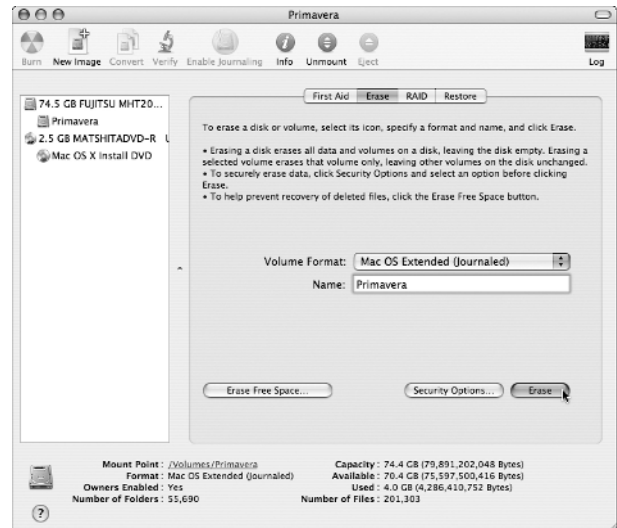 Primavera
Burn New Image Convert Verify Enable Journaling Info Unmount Eject Log
74.5 GB FUJITSU MHT20...
Primavera
2.5 GB MATSHITADVD-R U
Mac OS X Install DVD
First Aid Erase RAID Restore
To erase a disk or volume, select its icon, specify a format and name, and click Erase.
• Erasing a disk erases all data and volumes on a disk, leaving the disk empty. Erasing a
selected volume erases that volume only, leaving other volumes on the disk unchanged.
• To securely erase data, click Security Options and select an option before clicking
Erase.
• To help prevent recovery of deleted files, click the Erase Free Space button.
Volume Format: Mac OS Extended (Journaled)
Name: Primavera
Erase Free Space... Security Options... Erase
Mount Point : /Volumes/Primavera
Format : Mac OS Extended (Journaled)
Owners Enabled : Yes
Number of Folders : 55,690
Capacity : 74.4 GB (79,891,202,048 Bytes)
Available : 70.4 GB (75,597,500,416 Bytes)
Used : 4.0 GB (4,286,410,752 Bytes)
Number of Files : 201,303
?